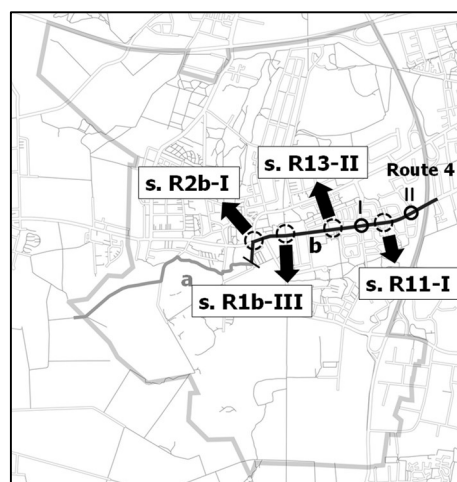 s. R13-II
Route 4
s. R2b-I
I
II
b
a
s. R11-I
s. R1b-III